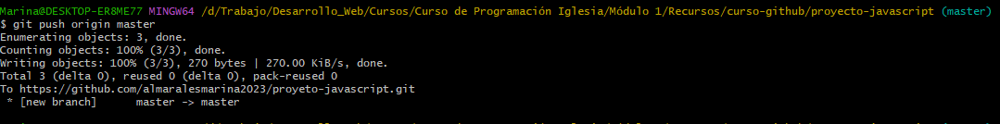 Marina@DESKTOP-ER8ME77 MINGW64 /d/Trabajo/Desarrollo_Web/Cursos/Curso de Programación Iglesia/Módulo 1/Recursos/curso-github/proyecto-javascript (master)
$ git push origin master
Enumerating objects: 3, done.
Counting objects: 100% (3/3), done.
Writing objects: 100% (3/3), 270 bytes | 270.00 KiB/s, done.
Total 3 (delta 0), reused 0 (delta 0), pack-reused 0
To https://github.com/almaralesmarina2023/proyeto-javascript.git
 * [new branch]      master -> master